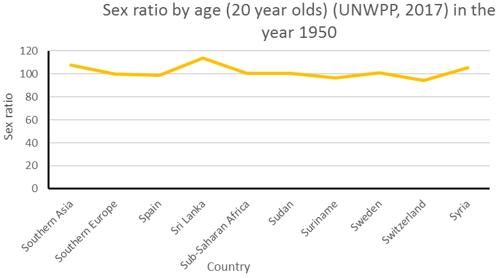 Sex ratio by age (20 year olds) (UNWPP, 2017) in the
year 1950
120
100
80
60
40
20
0
Sex ratio
Southern Asia
Southern Europe
Spain
Sri Lanka
Sub-Saharan Africa
Sudan
Suriname
Sweden
Switzerland
Syria
Country